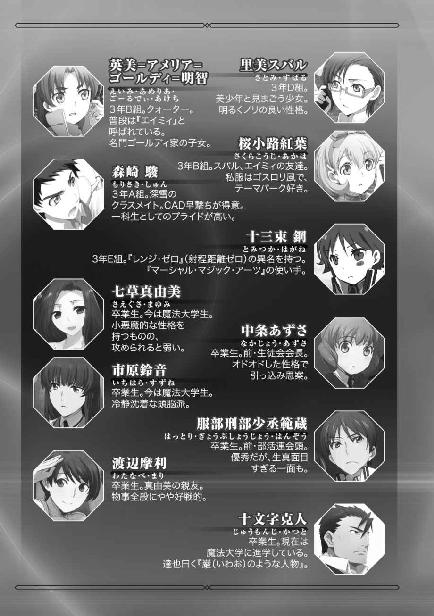 英美=アメリア=
ゴールディ=明智
えいみ・あめりあ・
ごーるでぃ・あけち
3年B組。クォーター。
普段は『エイミィ』と
呼ばれている。
名門ゴールディ家の子女。
里美スバル
さとみ・すばる
3年D組。
美少年と見まごう少女。
明るくノリの良い性格。
桜小路紅葉
さくらこうじ・あかは
3年B組。スバル、エイミィの友達。
私服はゴスロリ風で、
テーマパーク好き。
森崎 駿
もりさき・しゅん
3年A組。深雪の
クラスメイト。CAD早撃ちが得意。
一科生としてのプライドが高い。
十三束 鋼
とみつか・はがね
3年E組。『レンジ・ゼロ』(射程距離ゼロ)の異名を持つ。
『マーシャル・マジック・アーツ』の使い手。
七草真由美
さえぐさ・まゆみ
卒業生。今は魔法大学生。
小悪魔的な性格を
持つものの、
攻められると弱い。
中条あずさ
なかじょう・あずさ
卒業生。前・生徒会会長。
オドオドした性格で
引っ込み思案。
市原鈴音
いちはら・すずね
卒業生。今は魔法大学生。
冷静沈着な頭脳派。
服部刑部少丞範蔵
はっとり・ぎょうぶしょうじょう・はんぞう
卒業生。前・部活連会頭。
優秀だが、生真面目
すぎる一面も。
渡辺摩利
わたなべ・まり
卒業生。真由美の親友。
物事全般にやや好戦的。
十文字克人
じゅうもんじ・かつと
卒業生。現在は
魔法大学に進学している。
達也曰く『巌(いわお)のような人物』。